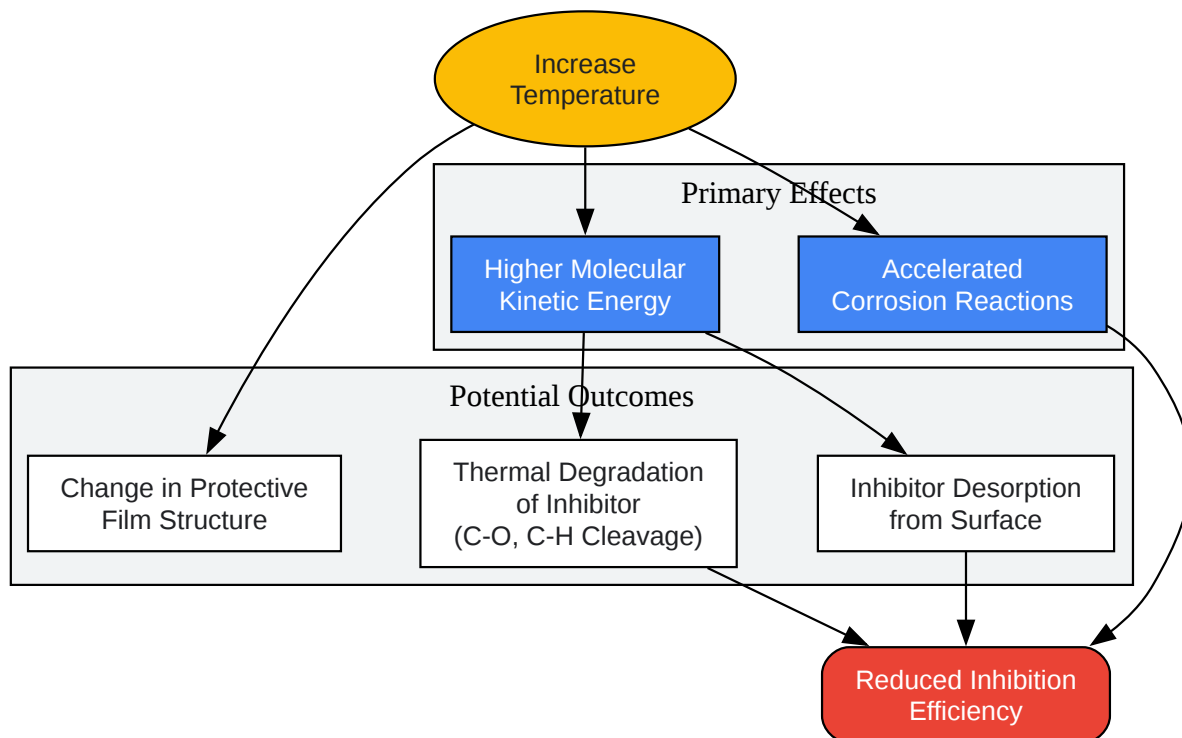 Increase
Temperature
Primary Effects
Higher Molecular
Kinetic Energy
Accelerated
Corrosion Reactions
Potential Outcomes
Change in Protective
Film Structure
Thermal Degradation
of Inhibitor
(C-O, C-H Cleavage)
Inhibitor Desorption
from Surface
Reduced Inhibition
Efficiency